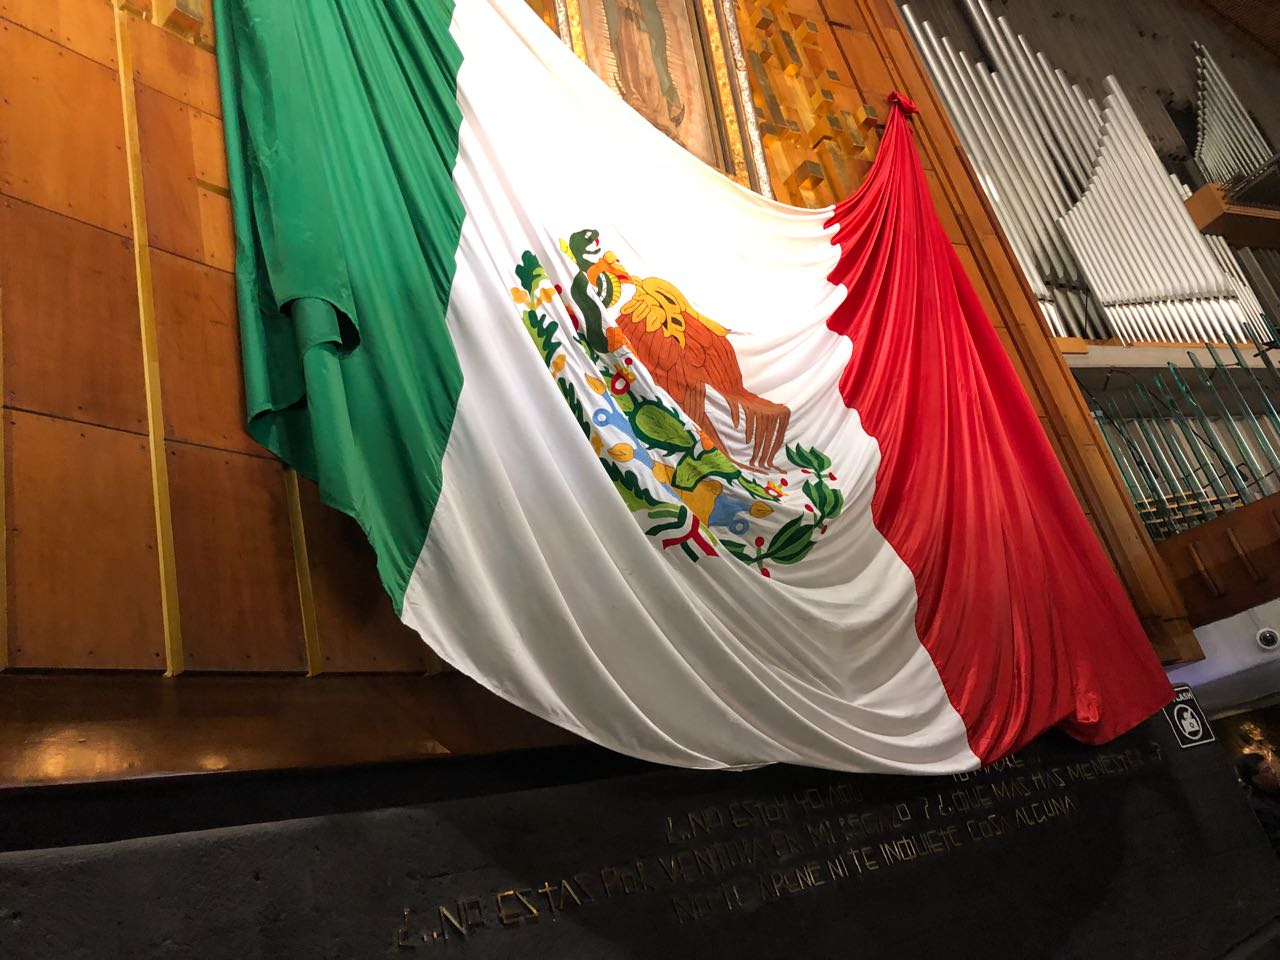 ¿..NO ESTOY YO AQUI TU MADRE..
¿..NO ESTAS POR VENTURA EN MI REGAZO ? ¿..QUE MAS HAS MENESTER..?
NO TE APENE NI TE INQUIETE COSA ALGUNA
FLASH